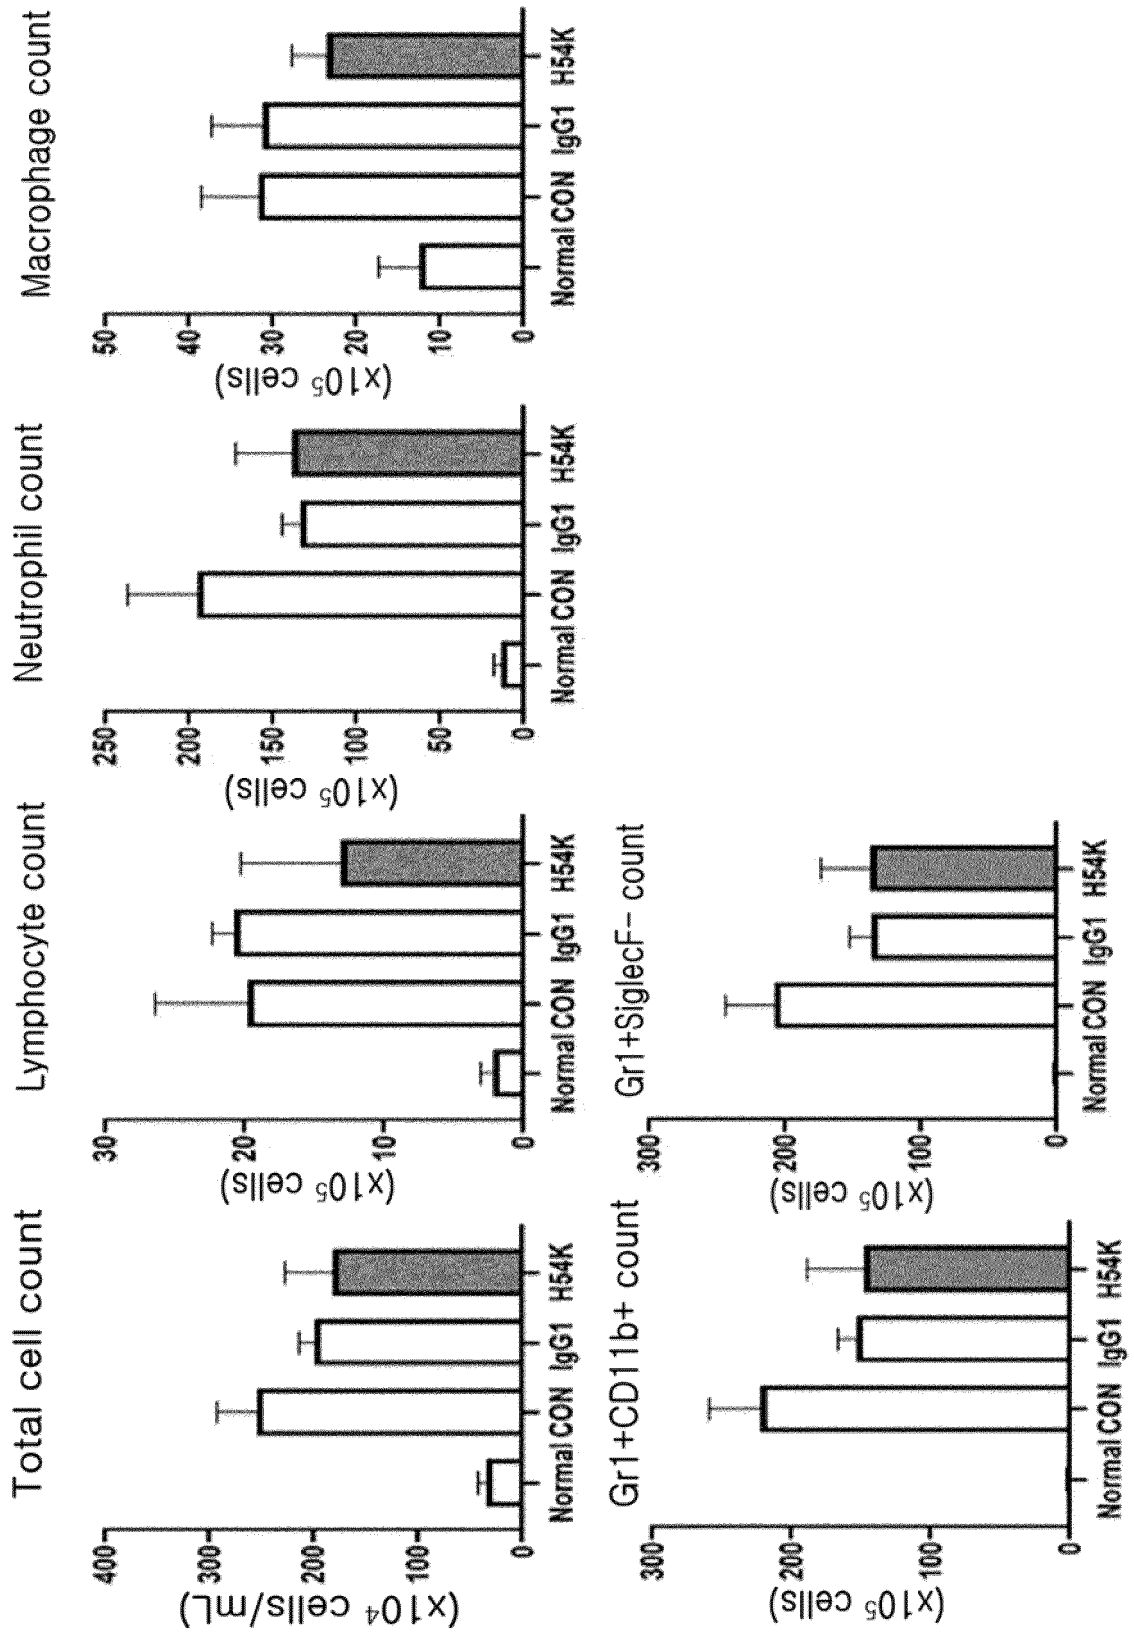 Total cell count
(x10⁴ cells/mL)
400
300
200
100
0
Normal CON IgG1 H54K
Lymphocyte count
(x10⁵ cells)
30
20
10
0
Normal CON IgG1 H54K
Neutrophil count
(x10⁵ cells)
250
200
150
100
50
0
Normal CON IgG1 H54K
Macrophage count
(x10⁵ cells)
50
40
30
20
10
0
Normal CON IgG1 H54K
Gr1+CD11b+ count
(x10⁵ cells)
300
200
100
0
Normal CON IgG1 H54K
Gr1+SiglecF− count
(x10⁵ cells)
300
200
100
0
Normal CON IgG1 H54K